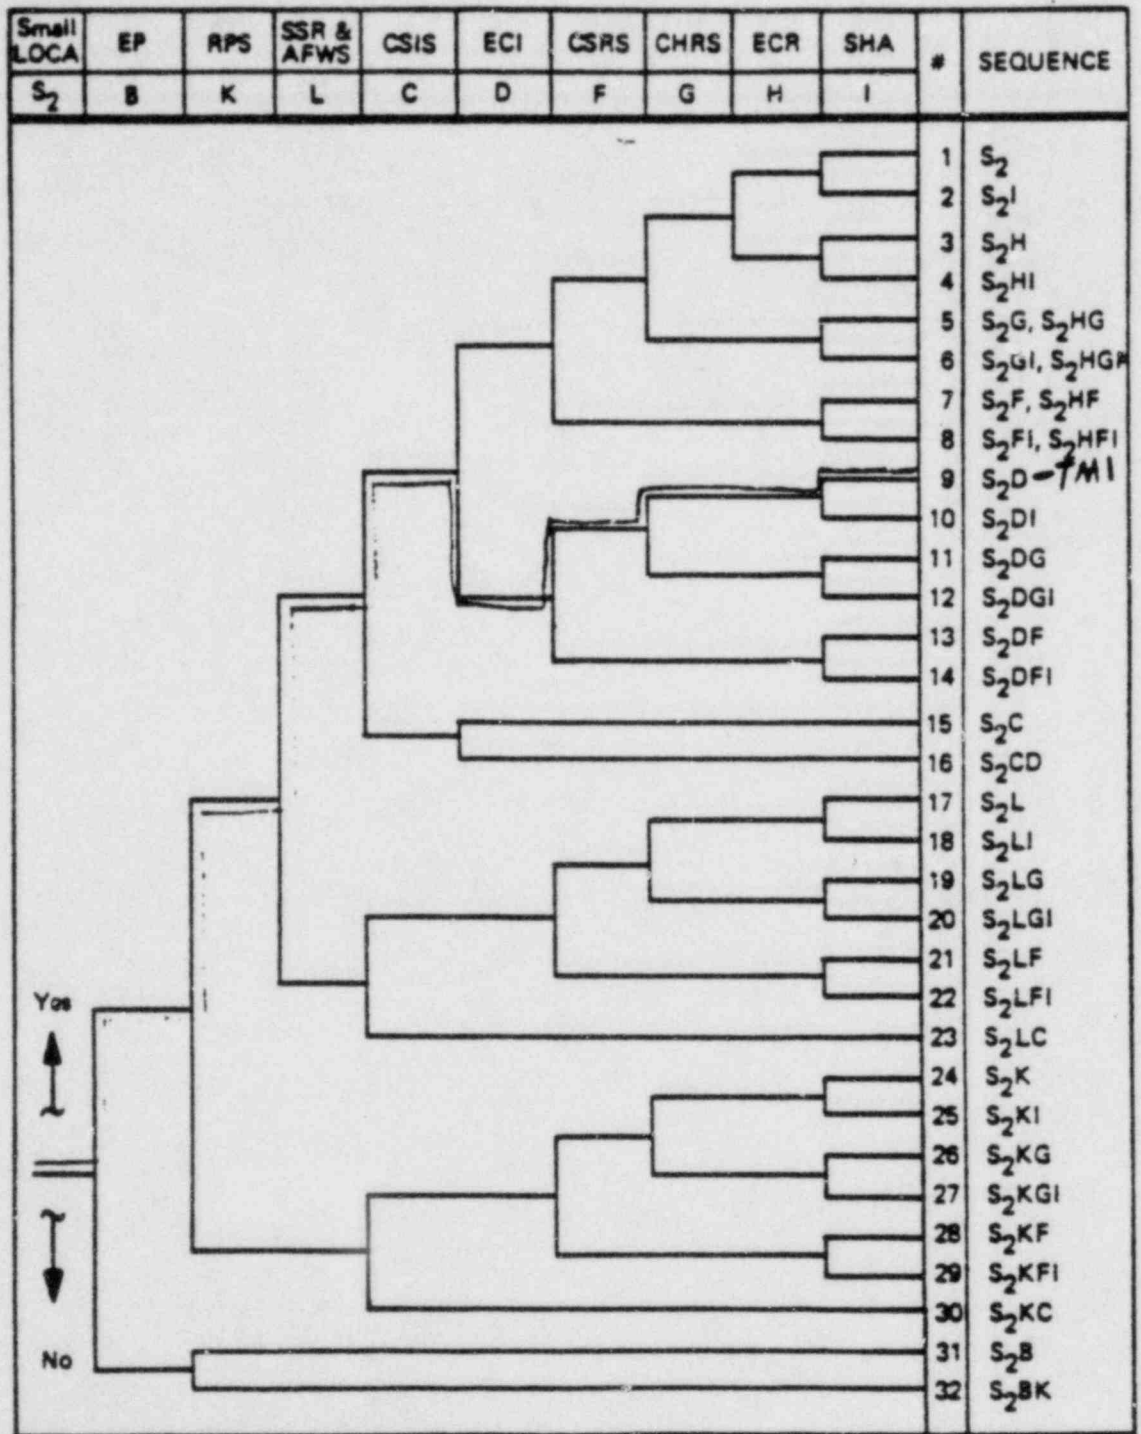 Small LOCA EP RPS SSR & AFWS CSIS ECI CSRS CHRS ECR SHA # SEQUENCE
S₂ B K L C D F G H I
1 S₂
2 S₂I
3 S₂H
4 S₂HI
5 S₂G, S₂HG
6 S₂GI, S₂HGI
7 S₂F, S₂HF
8 S₂FI, S₂HFI
9 S₂D - TMI
10 S₂DI
11 S₂DG
12 S₂DGI
13 S₂DF
14 S₂DFI
15 S₂C
16 S₂CD
17 S₂L
18 S₂LI
19 S₂LG
20 S₂LGI
21 S₂LF
22 S₂LFI
23 S₂LC
24 S₂K
25 S₂KI
26 S₂KG
27 S₂KGI
28 S₂KF
29 S₂KFI
30 S₂KC
31 S₂B
32 S₂BK
Yes
No